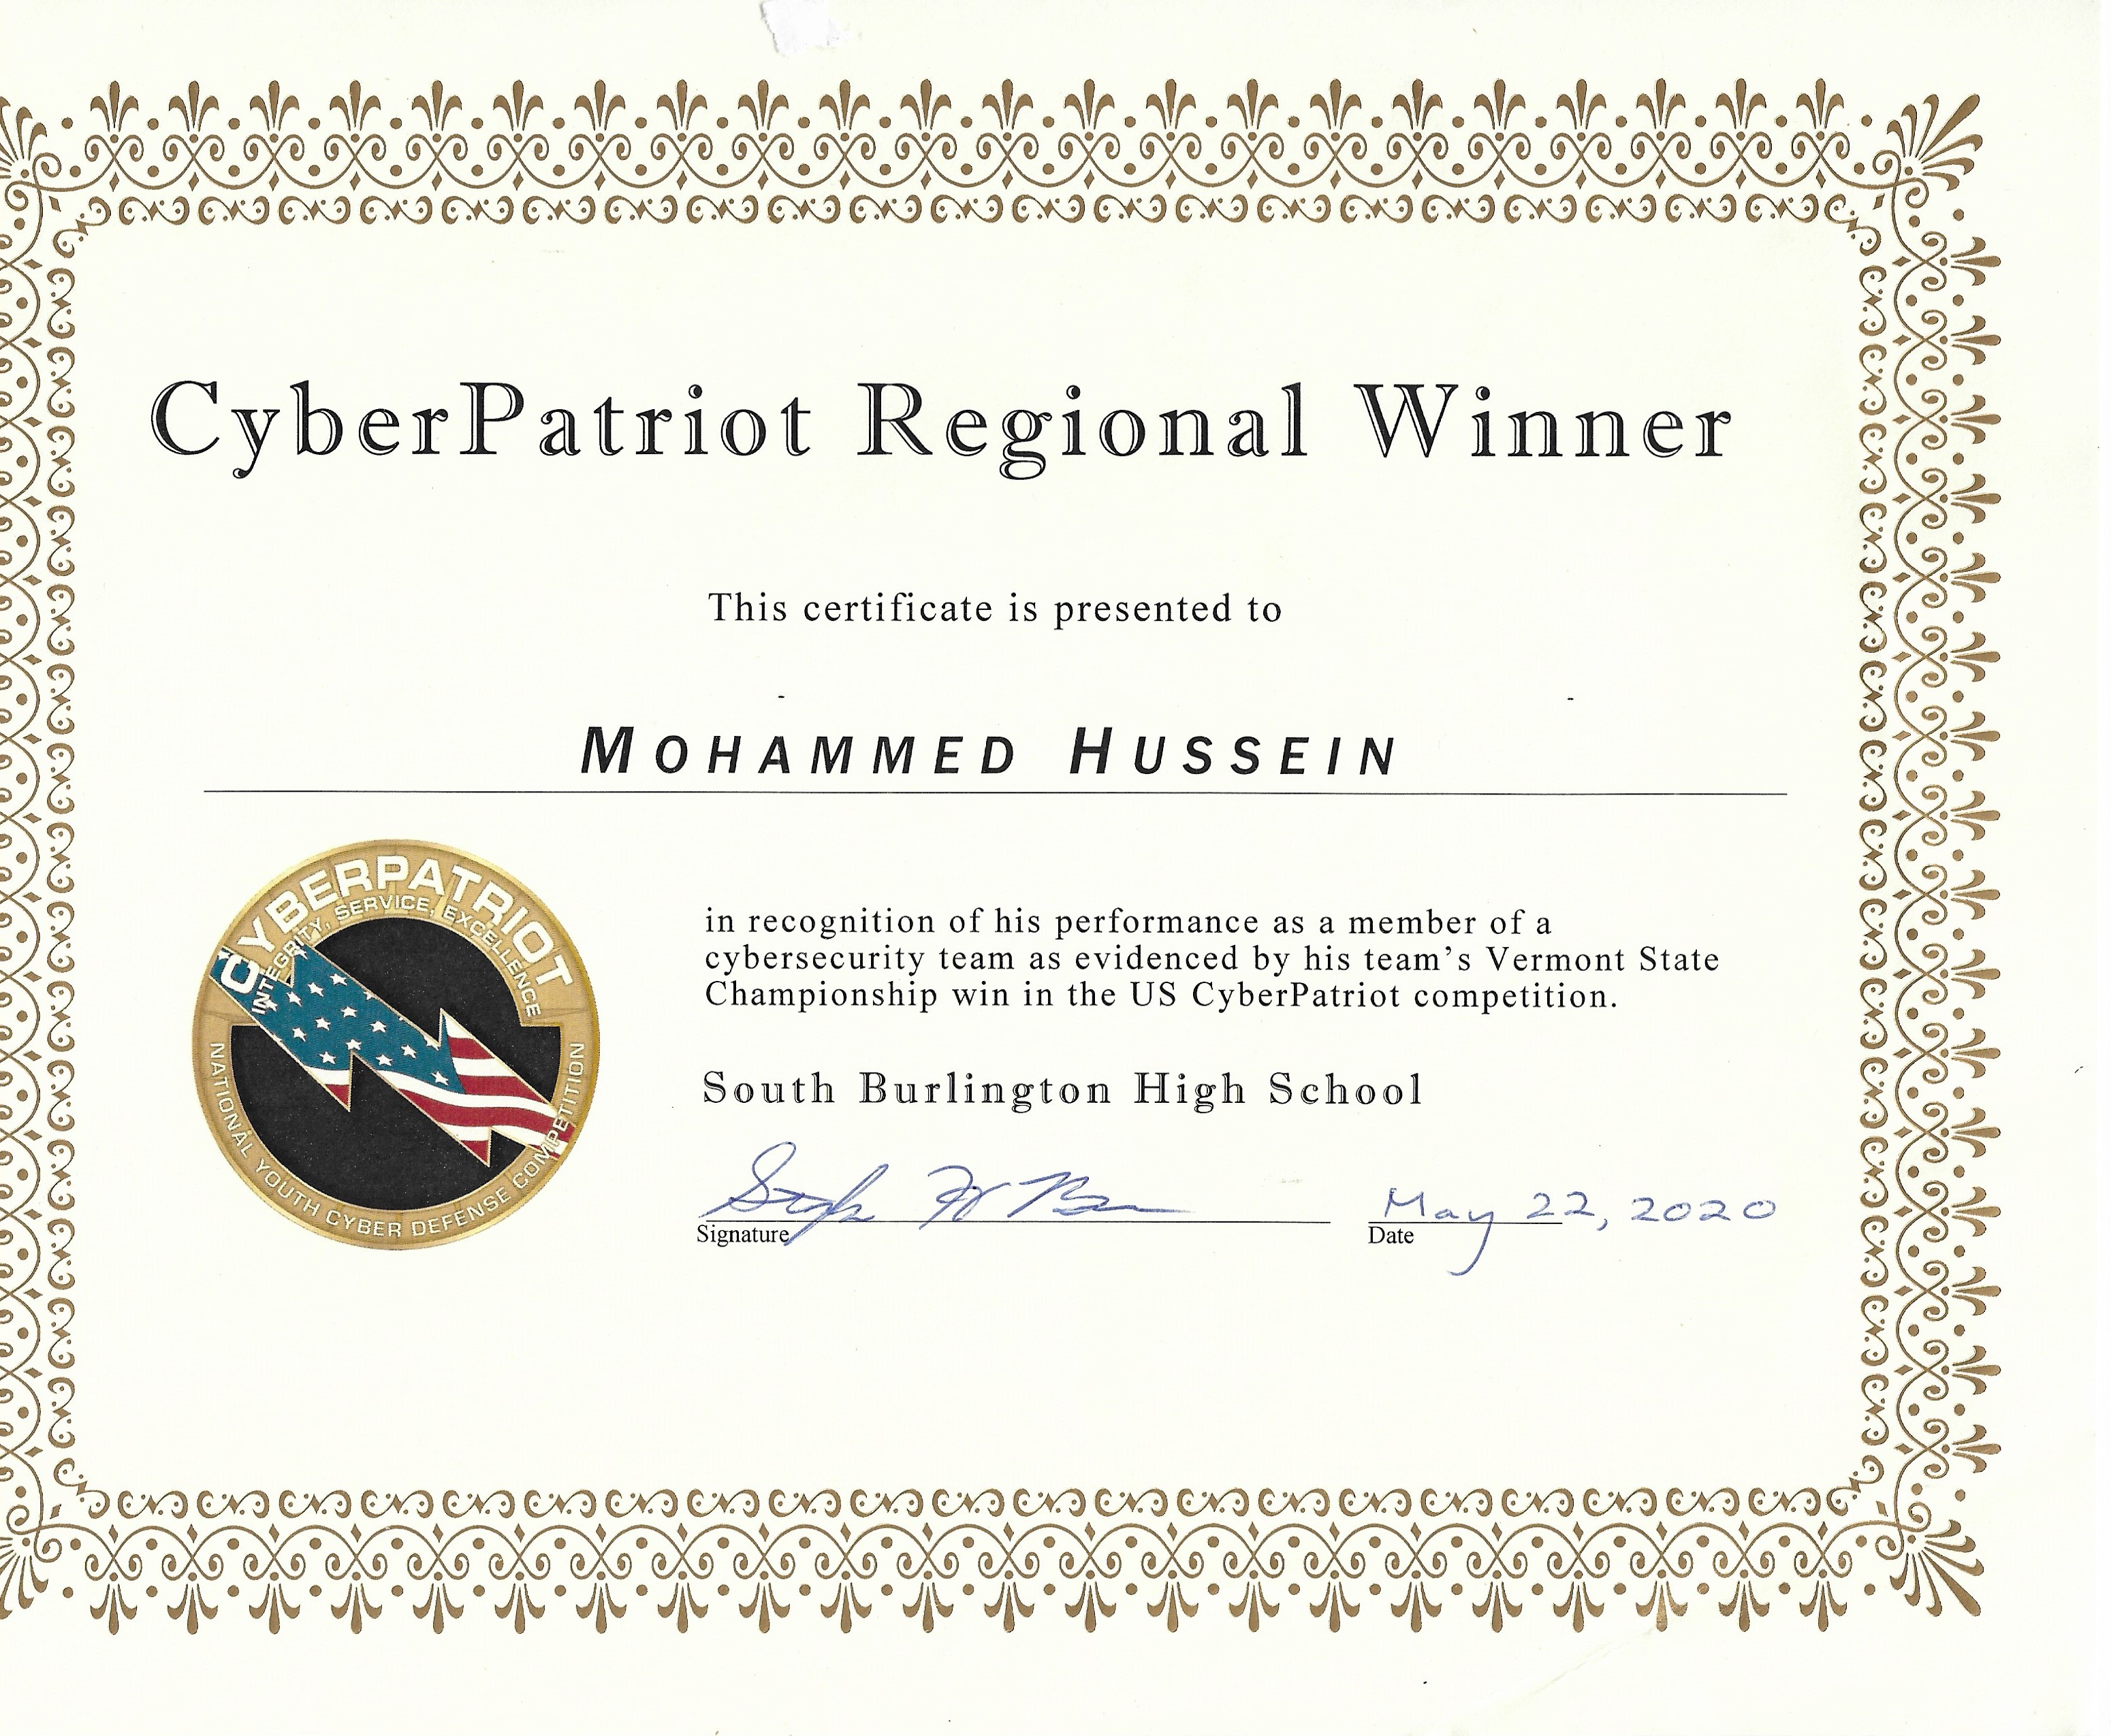 CyberPatriot Regional Winner
This certificate is presented to
MOHAMMED HUSSEIN
CYBERPATRIOT
INTEGRITY, SERVICE, EXCELLENCE
NATIONAL YOUTH CYBER DEFENSE COMPETITION
in recognition of his performance as a member of a
cybersecurity team as evidenced by his team's Vermont State
Championship win in the US CyberPatriot competition.
South Burlington High School
May 22, 2020
Signature
Date